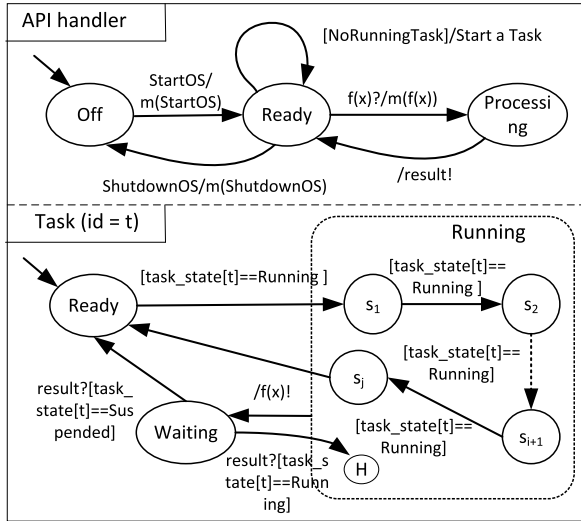 API handler
[NoRunningTask]/Start a Task
StartOS/
m(StartOS)
f(x)?/m(f(x))
Off
Ready
Processi
ng
/result!
ShutdownOS/m(ShutdownOS)
Task (id = t)
Running
[task_state[t]==Running ]
[task_state[t]==
Running ]
Ready
s1
s2
[task_state[t]==
Running]
sj
result?[task_
state[t]==Sus
pended]
/f(x)!
Waiting
[task_state[t]==
Running]
si+1
result?[task_s
tate[t]==Runn
ing]
H